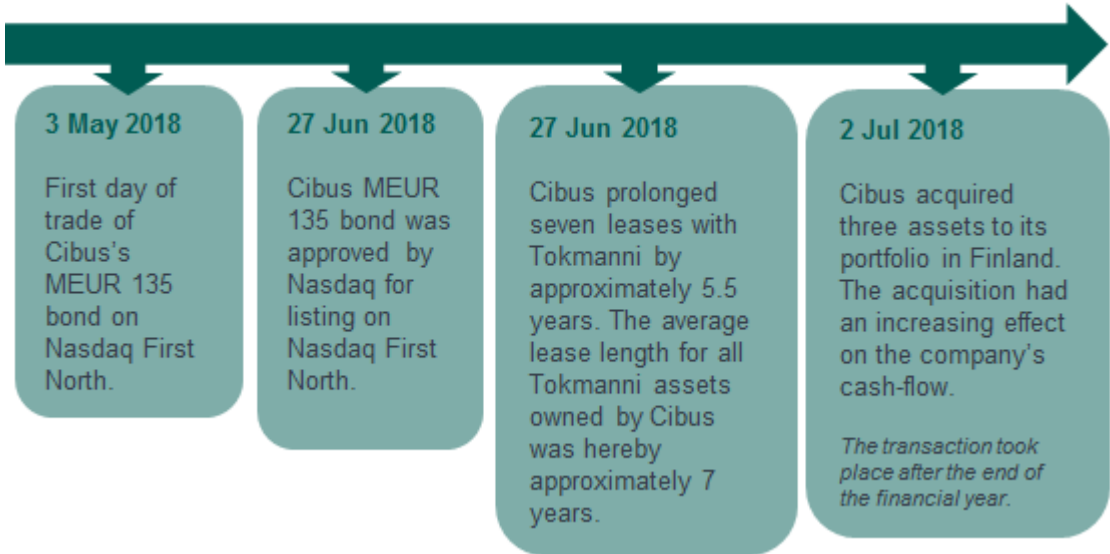 3 May 2018
First day of
trade of
Cibus's
MEUR 135
bond on
Nasdaq First
North.
27 Jun 2018
Cibus MEUR
135 bond was
approved by
Nasdaq for
listing on
Nasdaq First
North.
27 Jun 2018
Cibus prolonged
seven leases with
Tokmanni by
approximately 5.5
years. The average
lease length for all
Tokmanni assets
owned by Cibus
was hereby
approximately 7
years.
2 Jul 2018
Cibus acquired
three assets to its
portfolio in Finland.
The acquisition had
an increasing effect
on the company's
cash-flow.
The transaction took
place after the end of
the financial year.